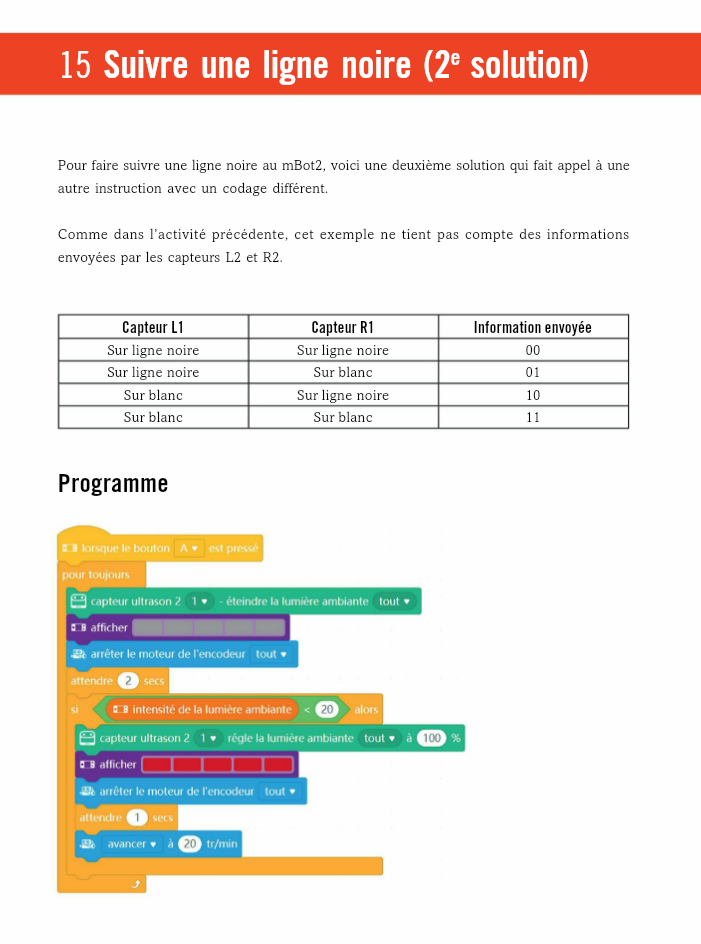 15 Suivre une ligne noire (2e solution)
Pour faire suivre une ligne noire au mBot2, voici une deuxième solution qui fait appel à une
autre instruction avec un codage différent.
Comme dans l'activité précédente, cet exemple ne tient pas compte des informations
envoyées par les capteurs L2 et R2.
Capteur L1 Capteur R1 Information envoyée
Sur ligne noire Sur ligne noire 00
Sur ligne noire Sur blanc 01
Sur blanc Sur ligne noire 10
Sur blanc Sur blanc 11
Programme
lorsque le bouton A est pressé
pour toujours
capteur ultrason 2 1 - éteindre la lumière ambiante tout
afficher
arrêter le moteur de l'encodeur tout
attendre 2 secs
si intensité de la lumière ambiante < 20 alors
capteur ultrason 2 1 régle la lumière ambiante tout à 100 %
afficher
arrêter le moteur de l'encodeur tout
attendre 1 secs
avancer à 20 tr/min